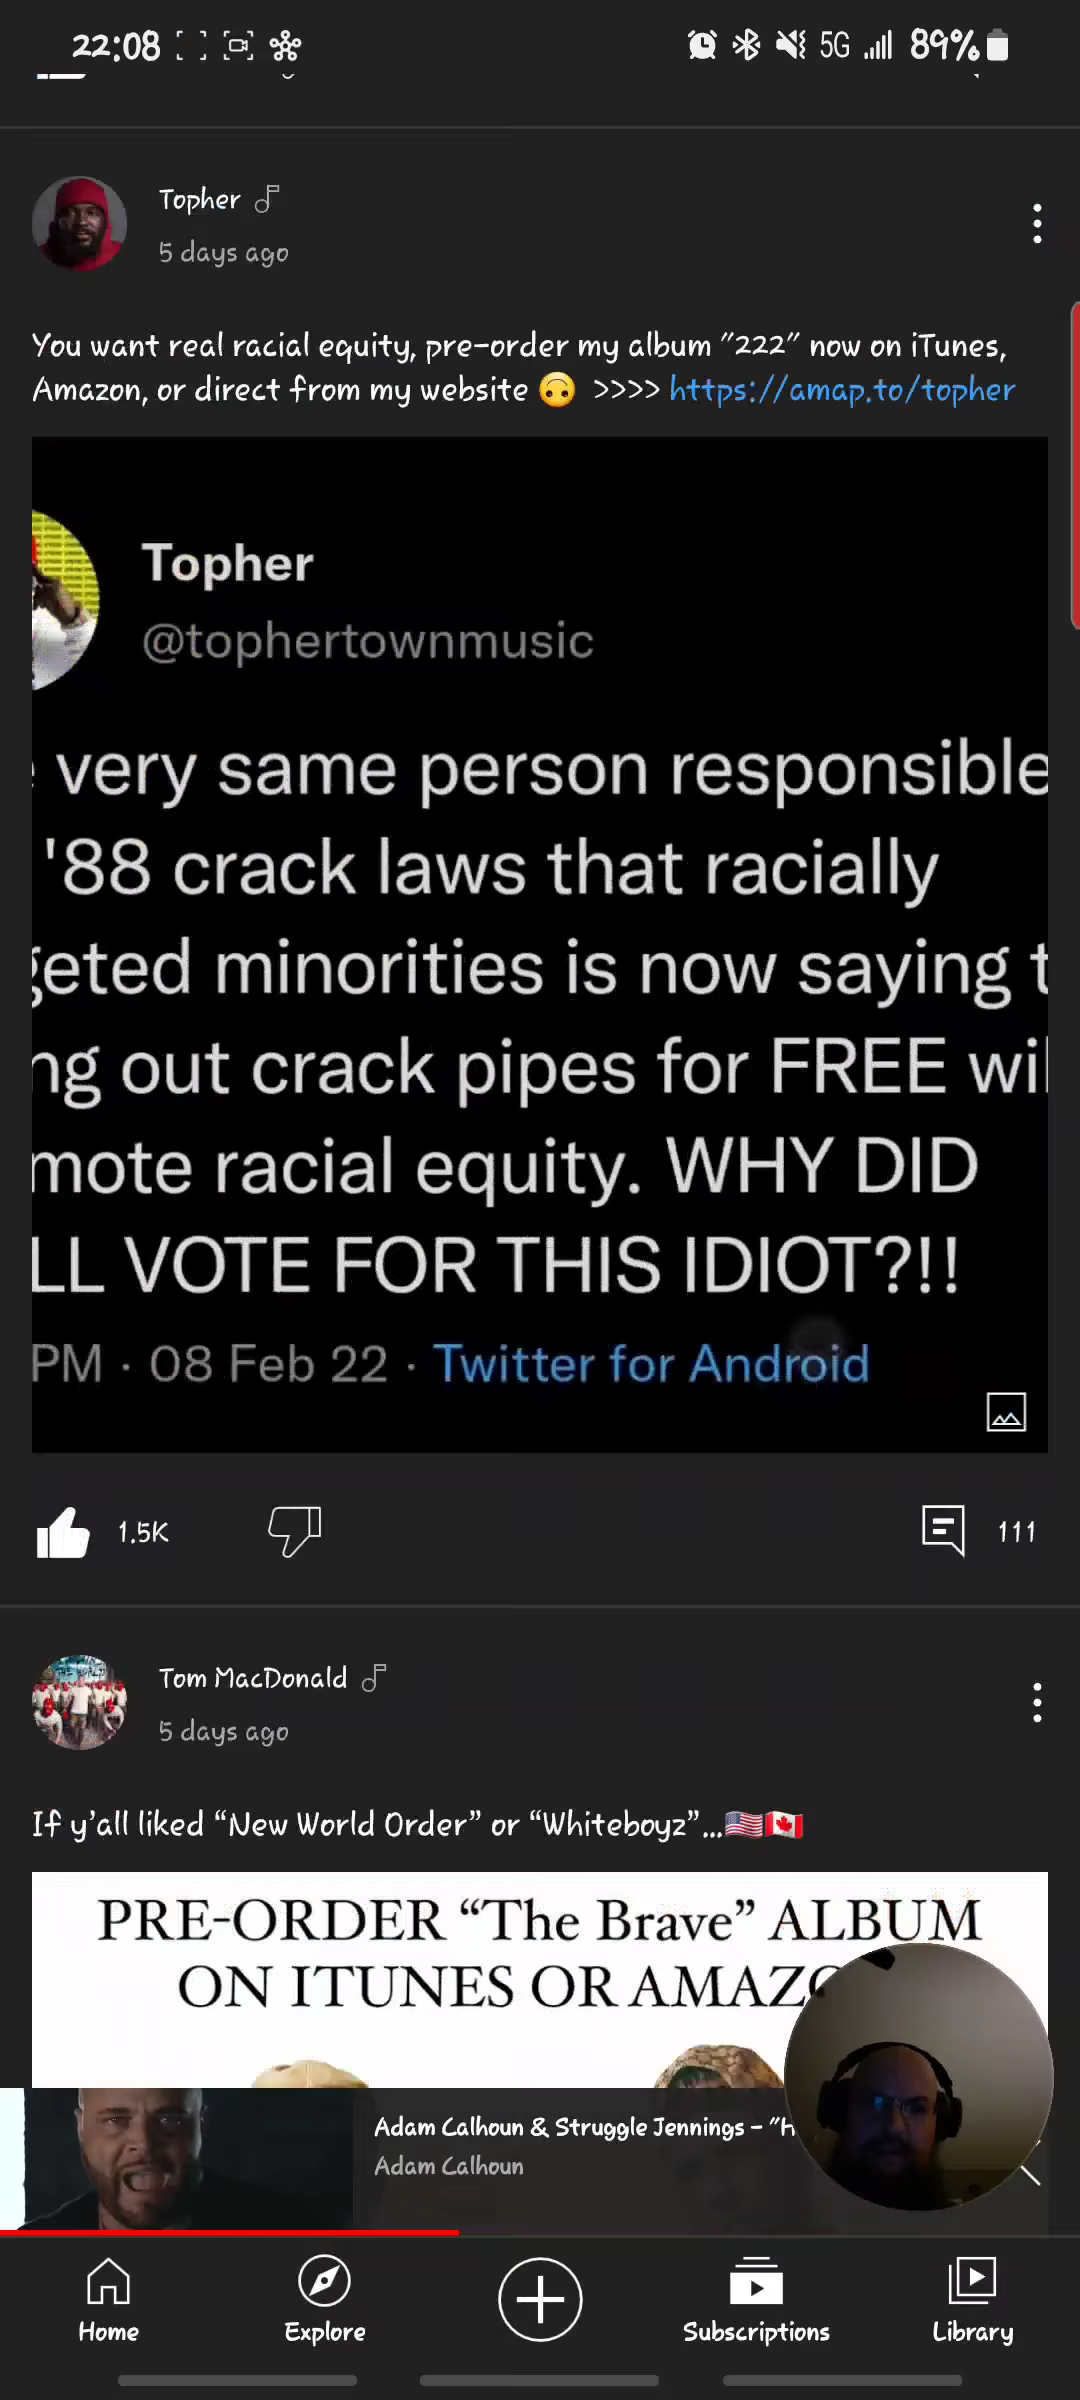 22:08 5G 89%
Topher
5 days ago
You want real racial equity, pre-order my album "222" now on iTunes,
Amazon, or direct from my website 🙃 >>>> https://amap.to/topher
Topher
@tophertownmusic
very same person responsible
'88 crack laws that racially
geted minorities is now saying t
ng out crack pipes for FREE wil
mote racial equity. WHY DID
LL VOTE FOR THIS IDIOT?!!
PM · 08 Feb 22 · Twitter for Android
1.5K 111
Tom MacDonald
5 days ago
If y'all liked “New World Order” or “Whiteboyz”...🇺🇸🇨🇦
PRE-ORDER “The Brave” ALBUM
ON ITUNES OR AMAZO
Adam Calhoun & Struggle Jennings - "H
Adam Calhoun
Home Explore Subscriptions Library